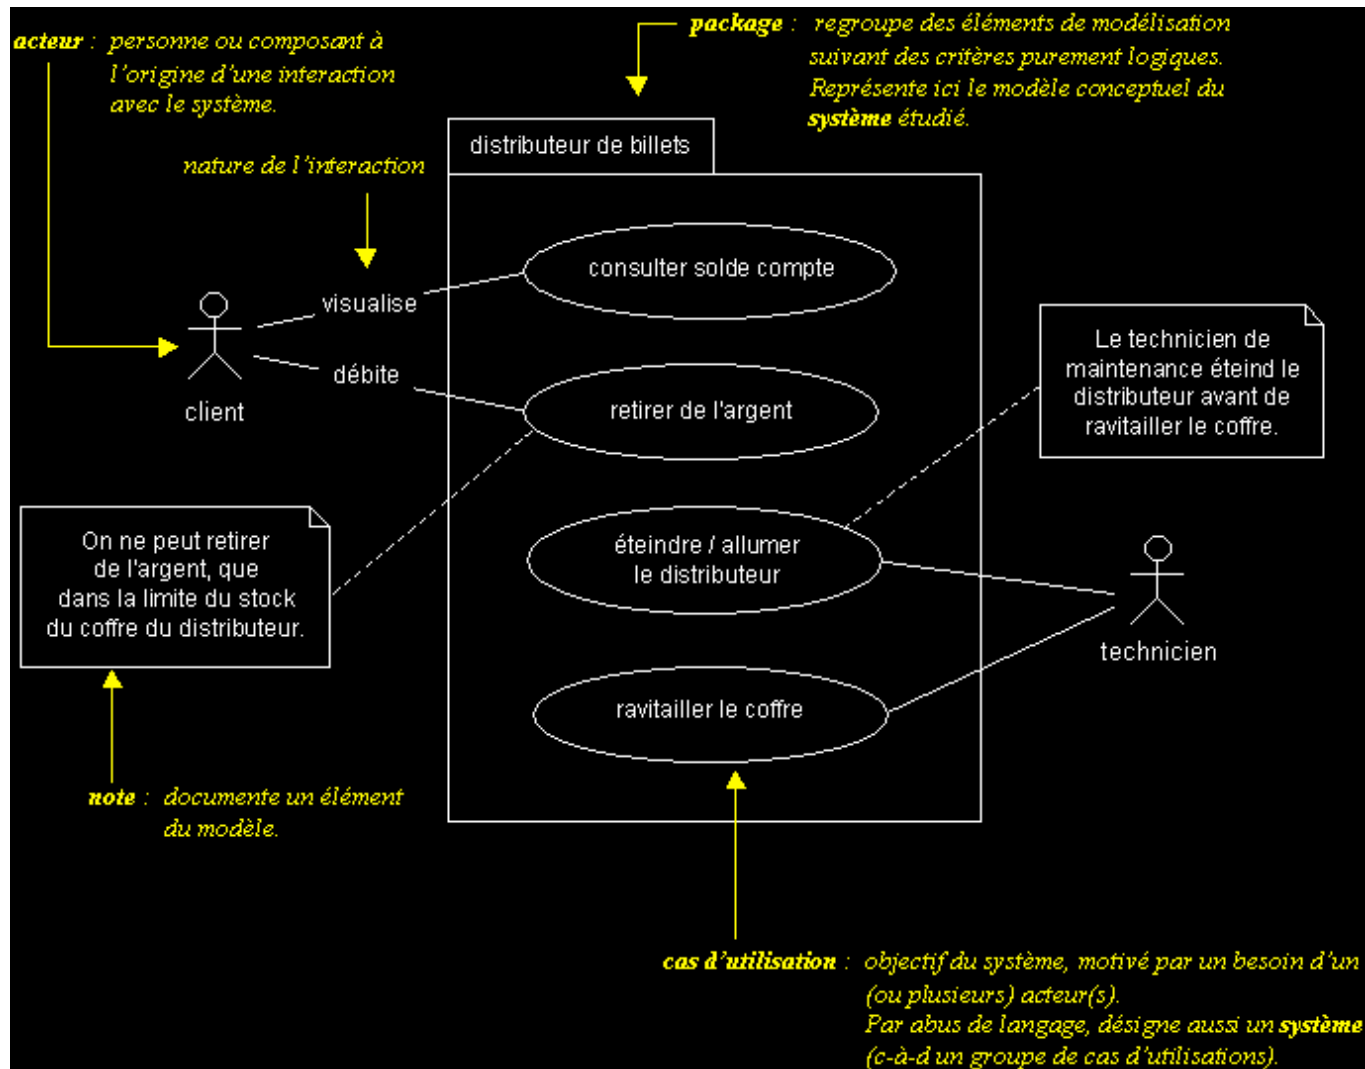 acteur : personne ou composant à
l'origine d'une interaction
avec le système.
package : regroupe des éléments de modélisation
suivant des critères purement logiques.
Représente ici le modèle conceptuel du
système étudié.
distributeur de billets
nature de l'interaction
consulter solde compte
visualise
Le technicien de
maintenance éteind le
distributeur avant de
ravitailler le coffre.
débite
retirer de l'argent
client
On ne peut retirer
de l'argent, que
dans la limite du stock
du coffre du distributeur.
éteindre / allumer
le distributeur
technicien
ravitailler le coffre
note : documente un élément
du modèle.
cas d'utilisation : objectif du système, motivé par un besoin d'un
(ou plusieurs) acteur(s).
Par abus de langage, désigne aussi un système
(c-à-d un groupe de cas d'utilisations).